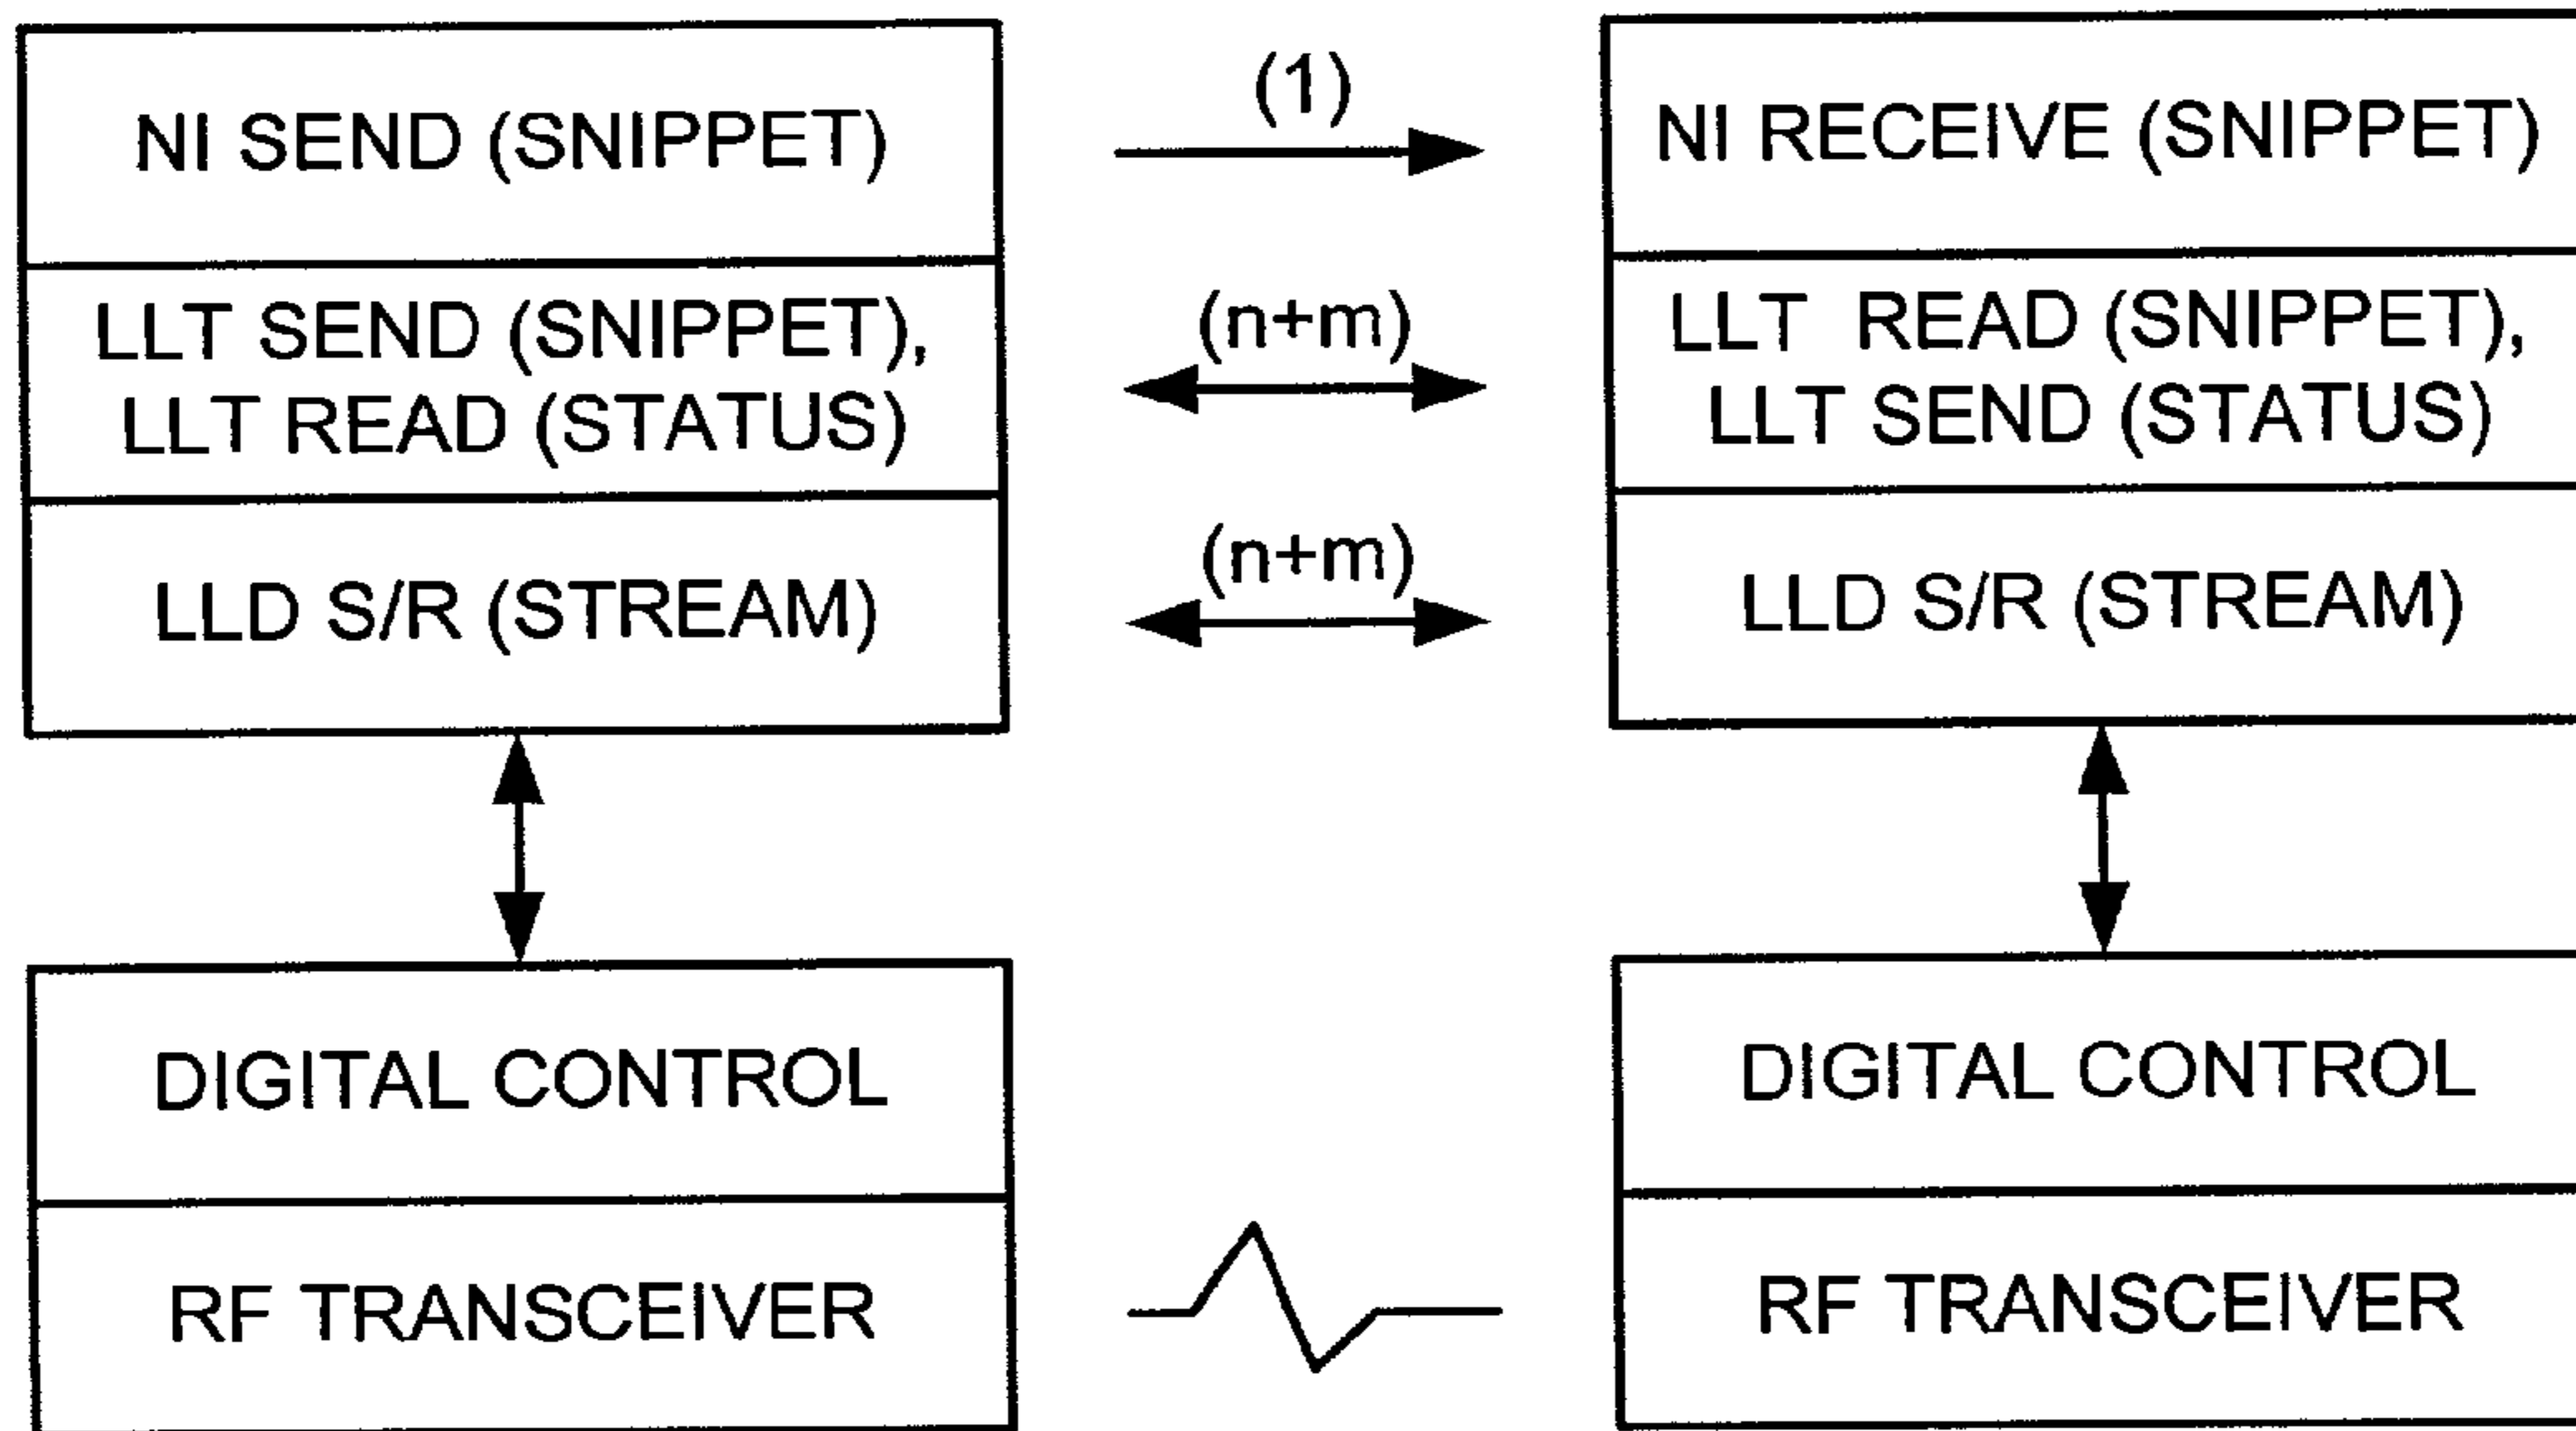 NI SEND (SNIPPET)
(1)
NI RECEIVE (SNIPPET)
LLT SEND (SNIPPET),
LLT READ (STATUS)
(n+m)
LLT READ (SNIPPET),
LLT SEND (STATUS)
LLD S/R (STREAM)
(n+m)
LLD S/R (STREAM)
DIGITAL CONTROL
DIGITAL CONTROL
RF TRANSCEIVER
RF TRANSCEIVER